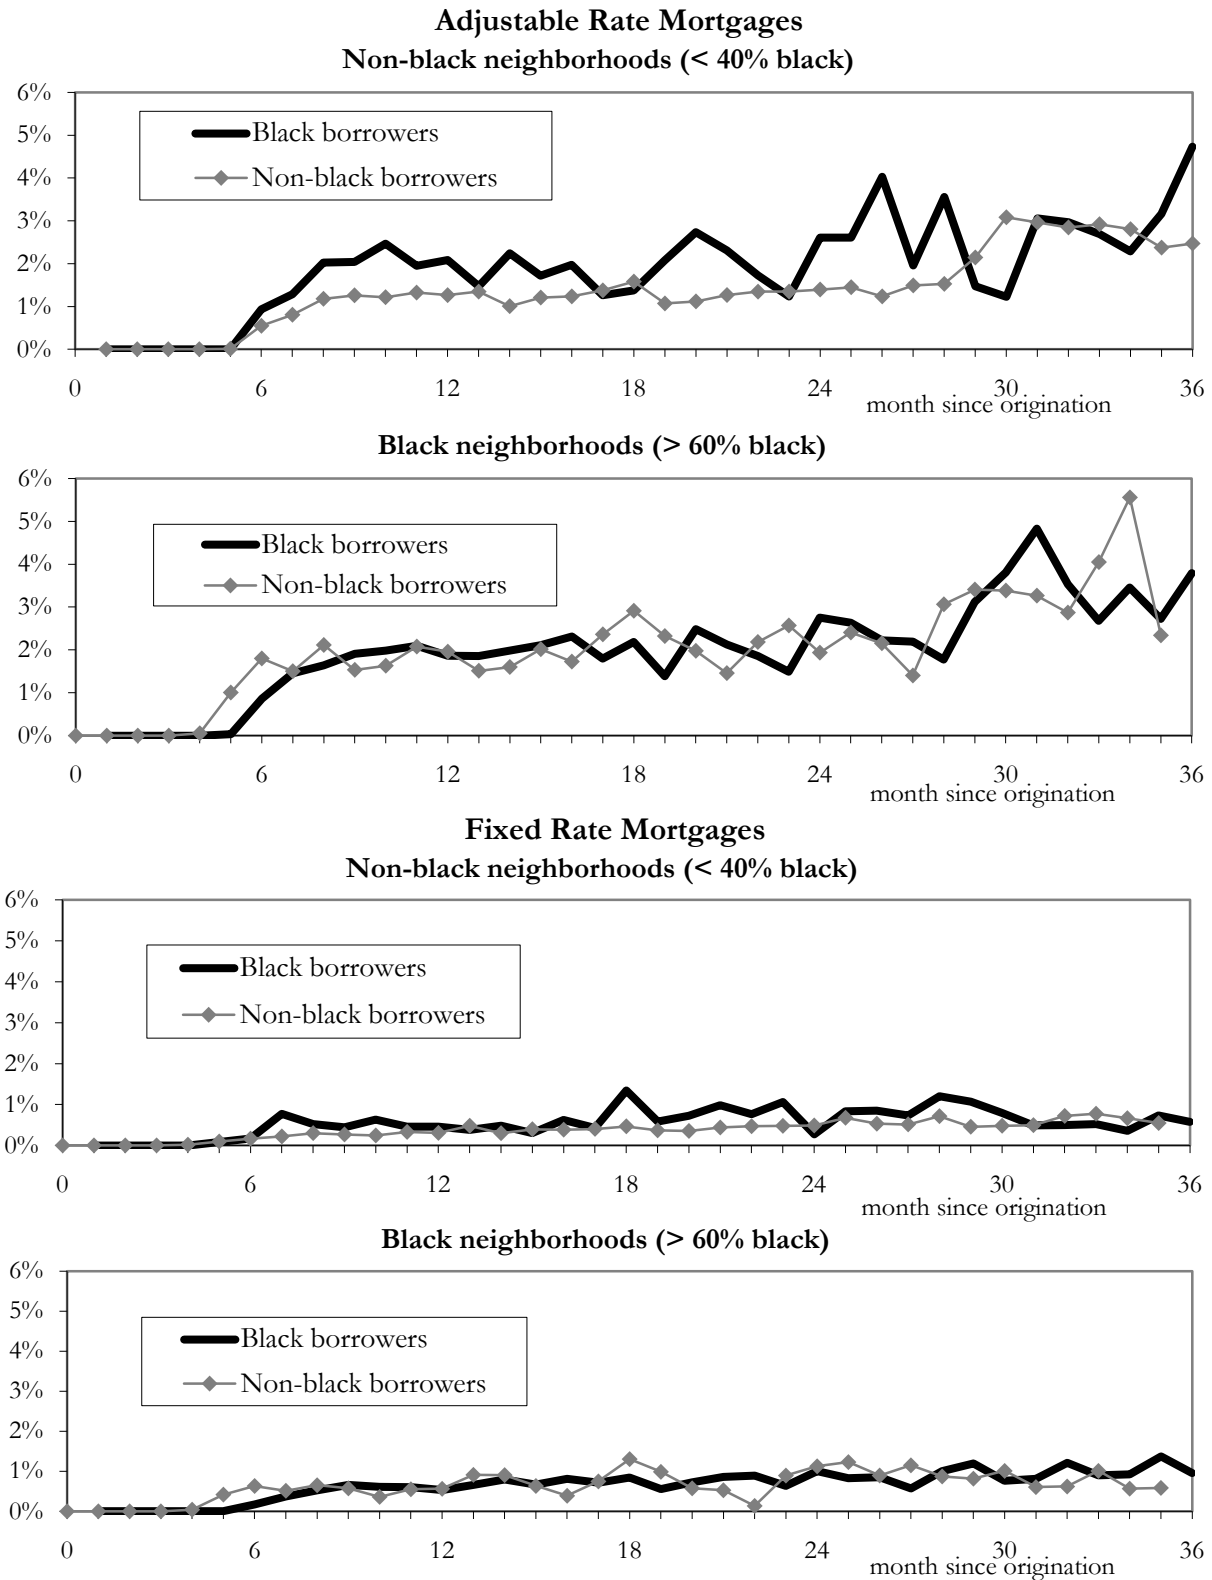 Adjustable Rate Mortgages
Non-black neighborhoods (< 40% black)
6%
5%
4%
3%
2%
1%
0%
Black borrowers
Non-black borrowers
0 6 12 18 24 30 36
month since origination
Black neighborhoods (> 60% black)
6%
5%
4%
3%
2%
1%
0%
Black borrowers
Non-black borrowers
0 6 12 18 24 30 36
month since origination
Fixed Rate Mortgages
Non-black neighborhoods (< 40% black)
6%
5%
4%
3%
2%
1%
0%
Black borrowers
Non-black borrowers
0 6 12 18 24 30 36
month since origination
Black neighborhoods (> 60% black)
6%
5%
4%
3%
2%
1%
0%
Black borrowers
Non-black borrowers
0 6 12 18 24 30 36
month since origination